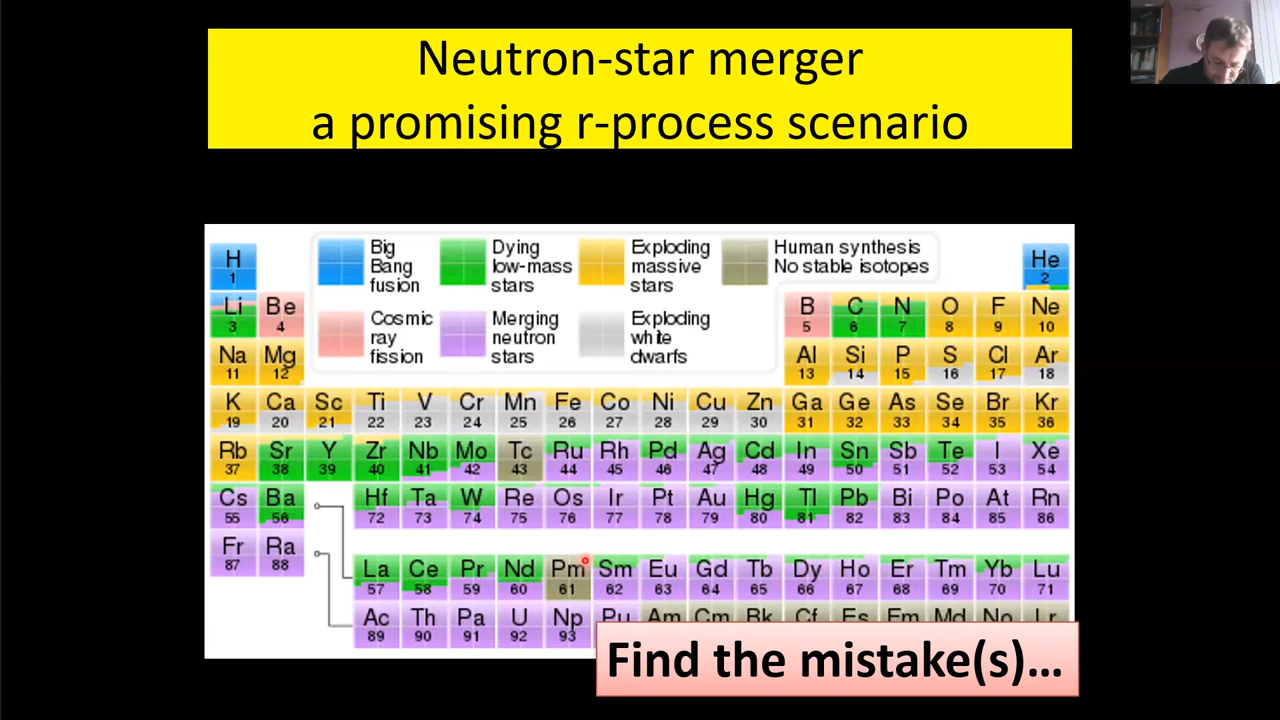 Neutron-star merger
a promising r-process scenario
Big
Bang
fusion
Dying
low-mass
stars
Exploding
massive
stars
Human synthesis
No stable isotopes
Cosmic
ray
fission
Merging
neutron
stars
Exploding
white
dwarfs
H He
1 2
Li Be B C N O F Ne
3 4 5 6 7 8 9 10
Na Mg Al Si P S Cl Ar
11 12 13 14 15 16 17 18
K Ca Sc Ti V Cr Mn Fe Co Ni Cu Zn Ga Ge As Se Br Kr
19 20 21 22 23 24 25 26 27 28 29 30 31 32 33 34 35 36
Rb Sr Y Zr Nb Mo Tc Ru Rh Pd Ag Cd In Sn Sb Te I Xe
37 38 39 40 41 42 43 44 45 46 47 48 49 50 51 52 53 54
Cs Ba Hf Ta W Re Os Ir Pt Au Hg Tl Pb Bi Po At Rn
55 56 72 73 74 75 76 77 78 79 80 81 82 83 84 85 86
Fr Ra
87 88
La Ce Pr Nd Pm Sm Eu Gd Tb Dy Ho Er Tm Yb Lu
57 58 59 60 61 62 63 64 65 66 67 68 69 70 71
Ac Th Pa U Np Pu Am Cm Bk Cf Es Fm Md No Lr
89 90 91 92 93
Find the mistake(s)...